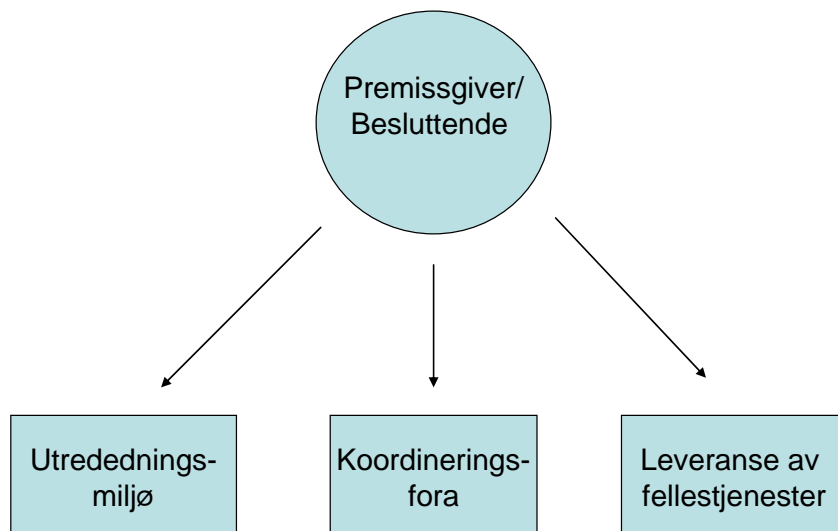 Premissgiver/
Besluttende
Utredednings-
miljø
Koordinerings-
fora
Leveranse av
fellestjenester